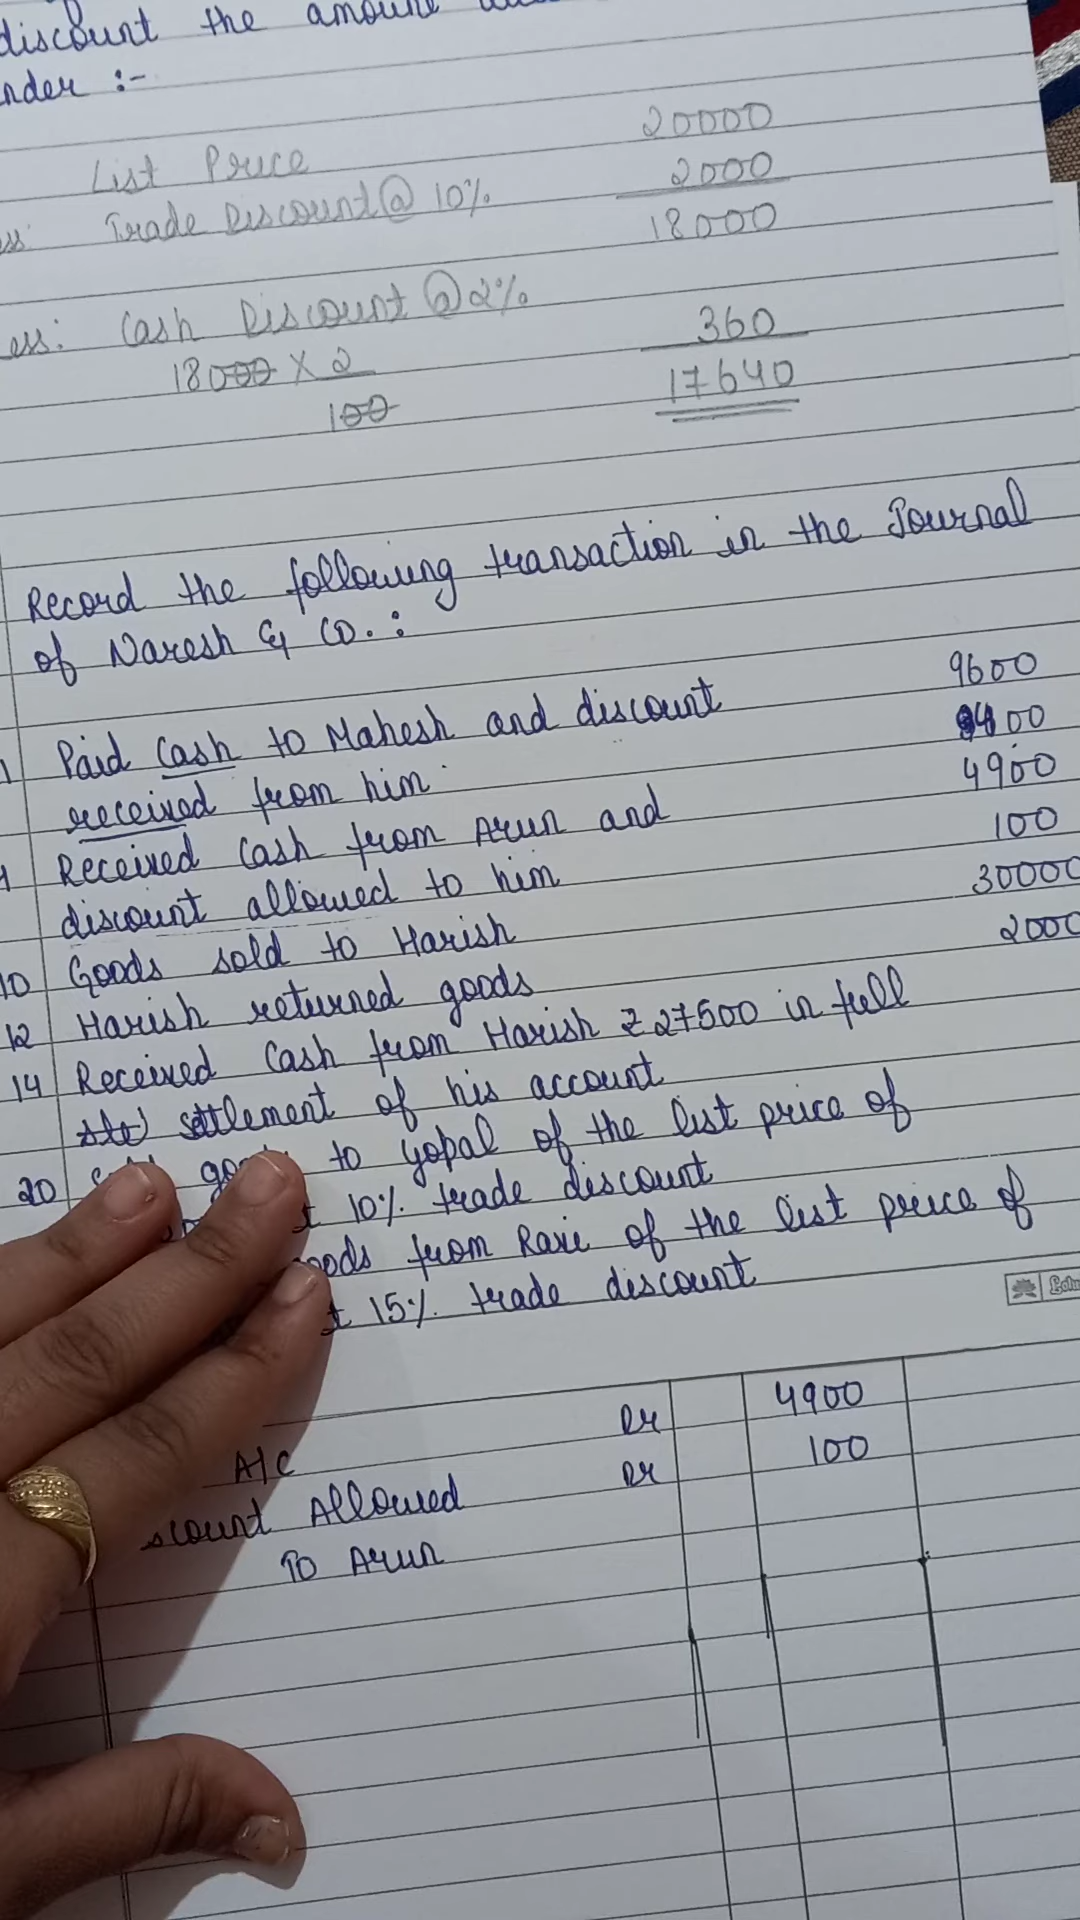 discount the amount
nder :-
List Price 20000
Trade Discount @ 10% 2000
18000
ess: Cash Discount @ 2% 360
18000 × 2 17640
100
Record the following transaction in the Journal
of Naresh & Co. :
Paid Cash to Mahesh and discount 9600
received from him. 400
Received Cash from Arun and 4900
discount allowed to him 100
10 Goods sold to Harish 30000
12 Harish returned goods 2000
14 Received Cash from Harish ₹ 27500 in full
settlement of his account
20 to Gopal of the list price of
10% trade discount
oods from Ravi of the list price of
t 15% trade discount
A/C Dr 4900
scount Allowed Dr 100
To Arun